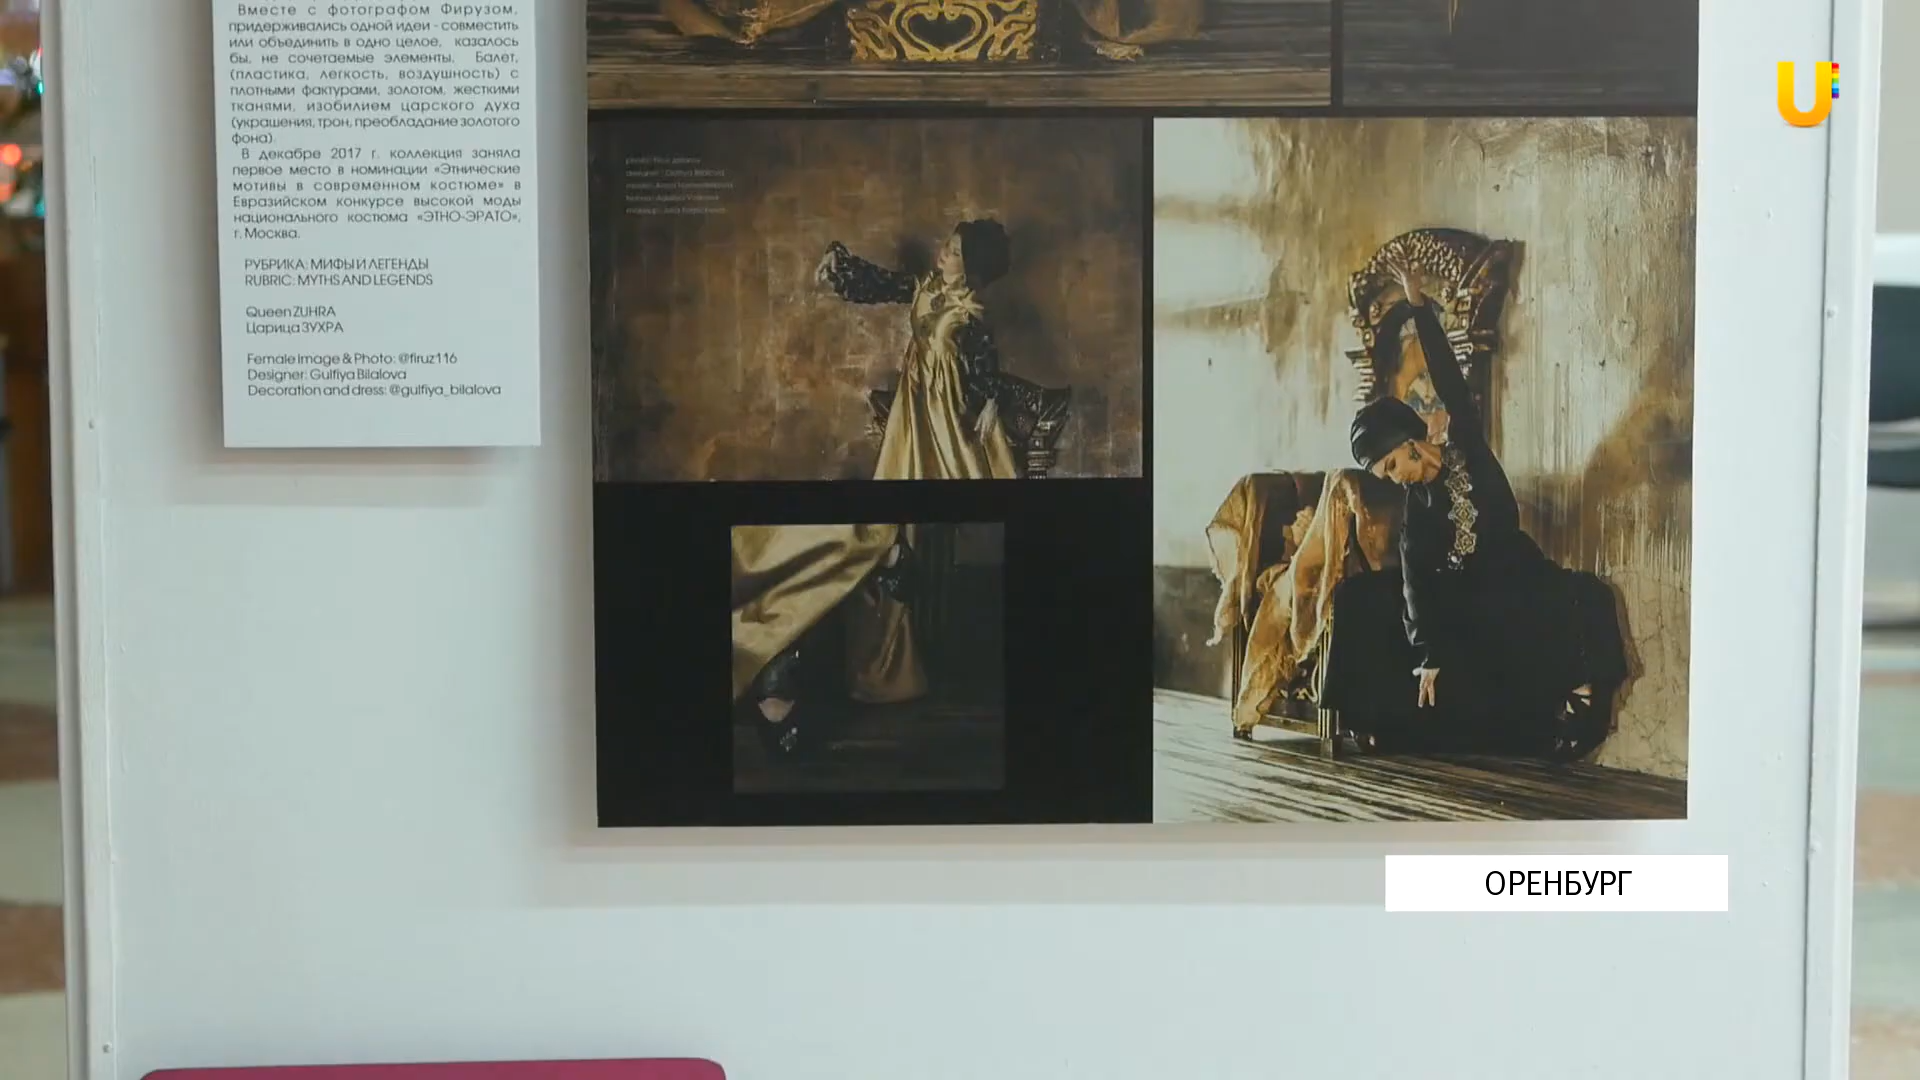 Вместе с фотографом Фирузом,
придерживались одной идеи - совместить
или объединить в одно целое, казалось
бы, не сочетаемые элементы. Балет,
(пластика, легкость, воздушность) с
плотными фактурами, золотом, жесткими
тканями, изобилием царского духа
(украшения, трон, преобладание золотого
фона).
В декабре 2017 г. коллекция заняла
первое место в номинации «Этнические
мотивы в современном костюме» в
Евразийском конкурсе высокой моды
национального костюма «ЭТНО-ЭРАТО»,
г. Москва.
РУБРИКА: МИФЫ И ЛЕГЕНДЫ
RUBRIC: MYTHS AND LEGENDS
Queen ZUHRA
Царица ЗУХРА
Female Image & Photo: @firuz116
Designer: Gulfiya Bilalova
Decoration and dress: @gulfiya_bilalova
designer: Gulfiya Bilalova
U
ОРЕНБУРГ